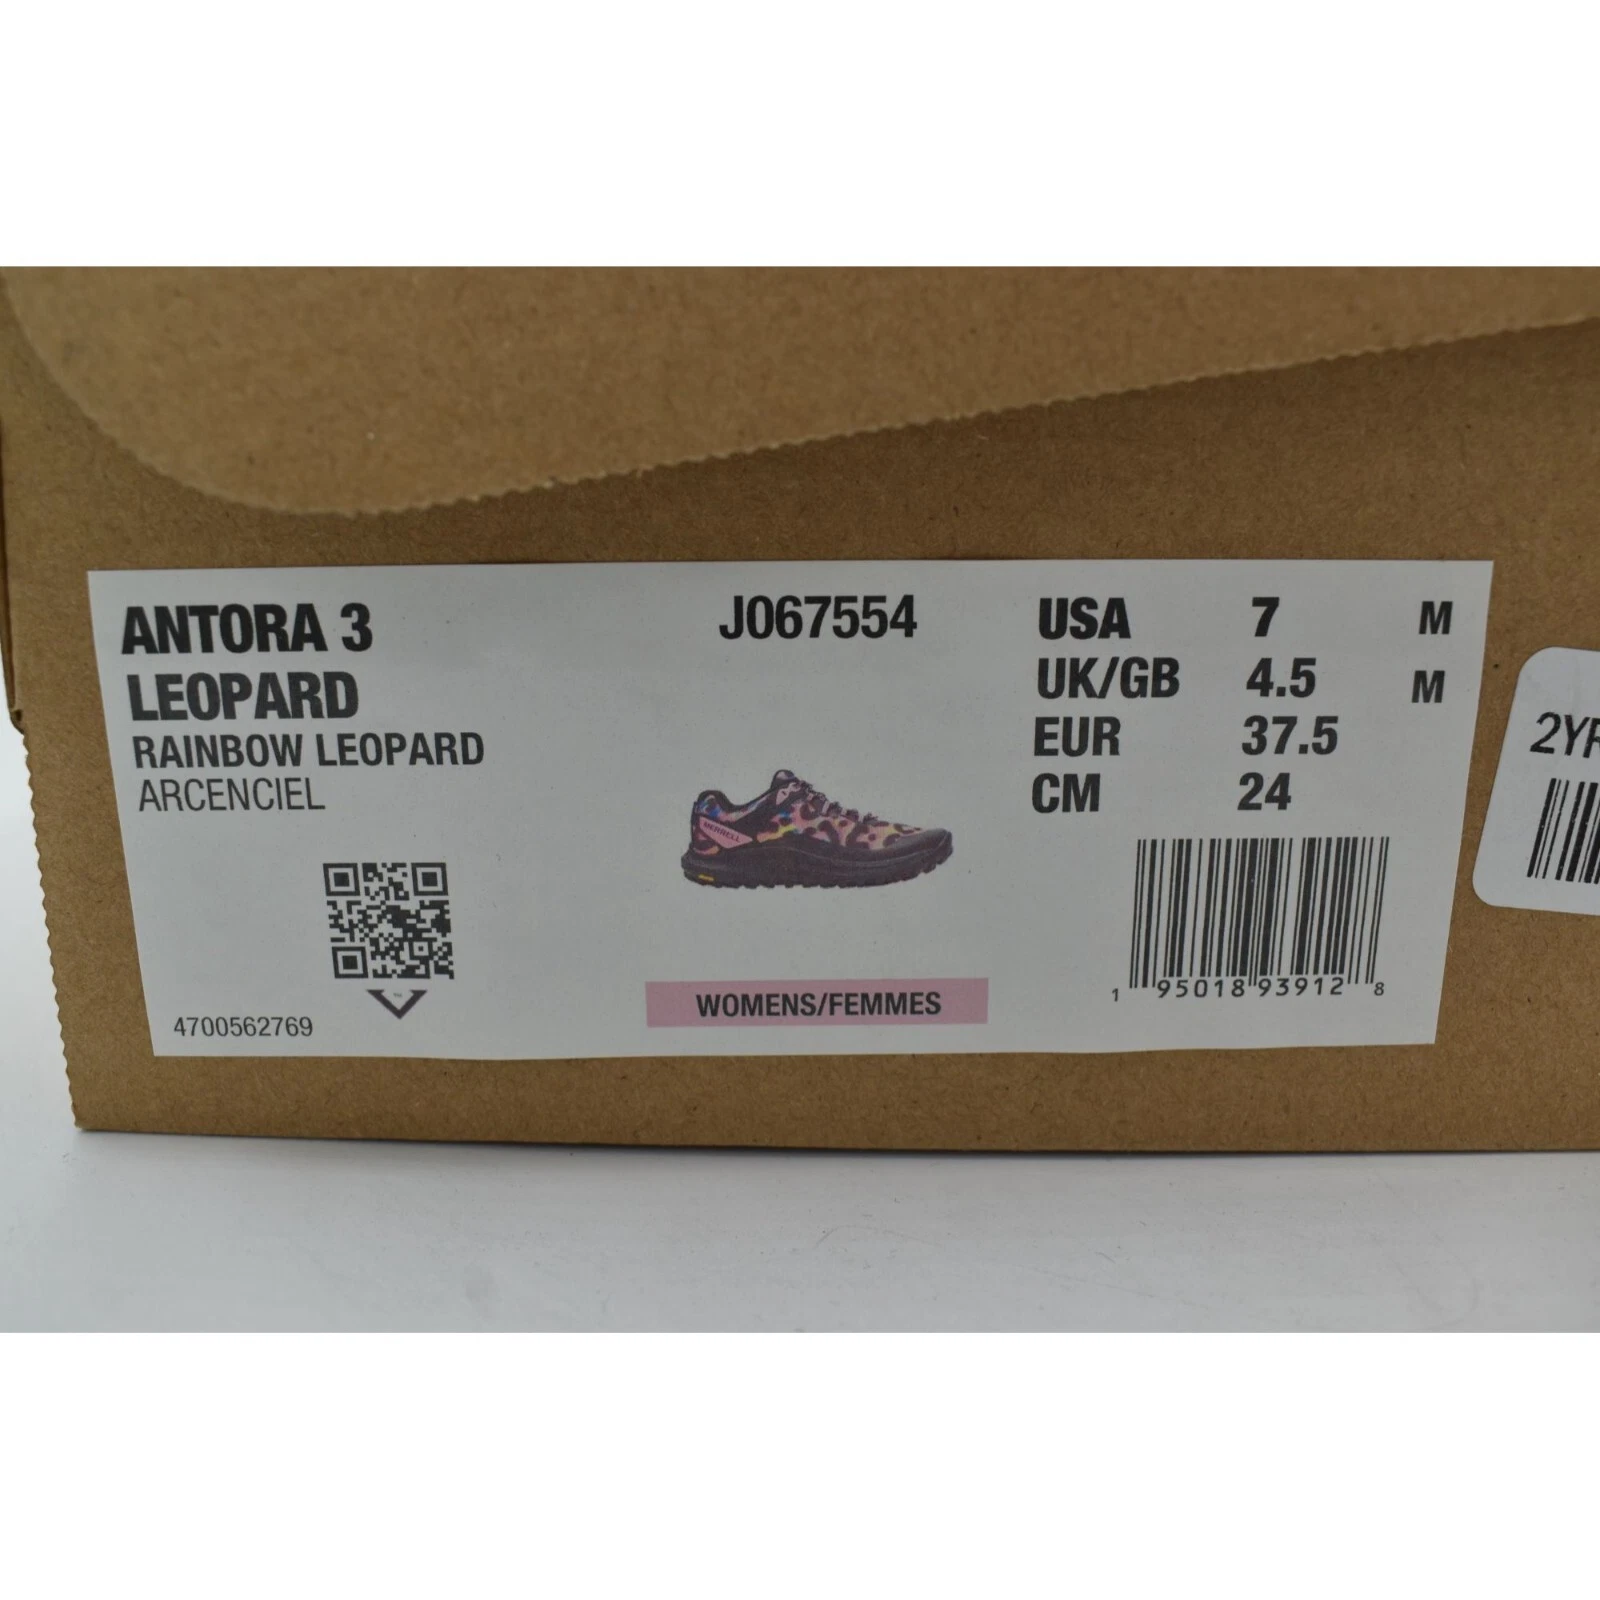 ANTORA 3
LEOPARD
RAINBOW LEOPARD
ARCENCIEL
4700562769
J067554
MERRELL
WOMENS/FEMMES
USA 7 M
UK/GB 4.5 M
EUR 37.5
CM 24
1 95018 93912 8
2Y